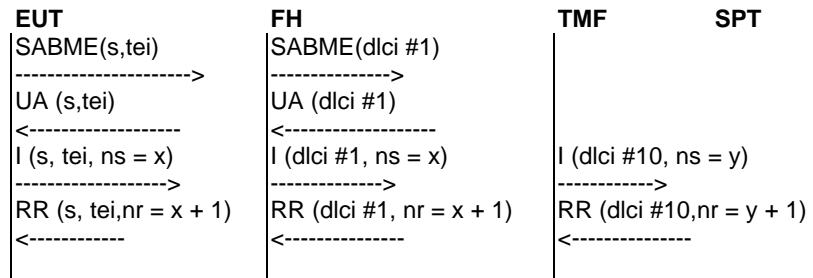 EUT FH TMF SPT
SABME(s,tei) SABME(dlci #1)
----------------------> --------------->
UA (s,tei) UA (dlci #1)
<------------------- <-------------------
I (s, tei, ns = x) I (dlci #1, ns = x) I (dlci #10, ns = y)
-------------------> --------------> ------------>
RR (s, tei,nr = x + 1) RR (dlci #1, nr = x + 1) RR (dlci #10,nr = y + 1)
<------------ <--------------- <---------------